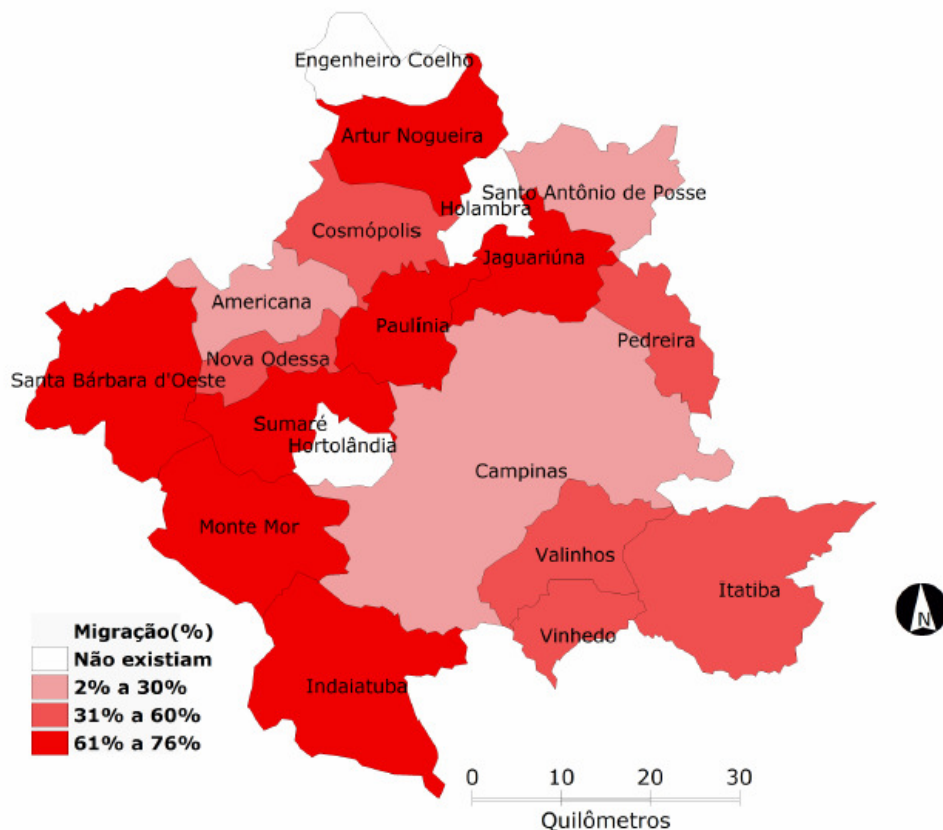 Engenheiro Coelho
Artur Nogueira
Santo Antônio de Posse
Holambra
Cosmópolis
Jaguariúna
Americana
Paulínia
Nova Odessa
Pedreira
Santa Bárbara d'Oeste
Sumaré
Hortolândia
Campinas
Monte Mor
Valinhos
Itatiba
Vinhedo
Indaiatuba
N
Migração(%)
Não existiam
2% a 30%
31% a 60%
61% a 76%
0 10 20 30
Quilômetros